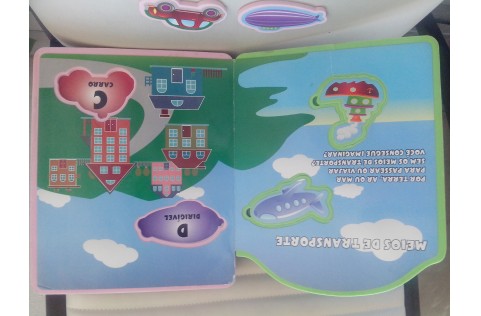 MEIOS DE TRANSPORTE
POR TERRA, AR OU MAR
PARA PASSEAR OU VIAJAR
SEM OS MEIOS DE TRANSPORTE?
VOCÊ CONSEGUE IMAGINAR?
D
DIRIGÍVEL
C
CARRO